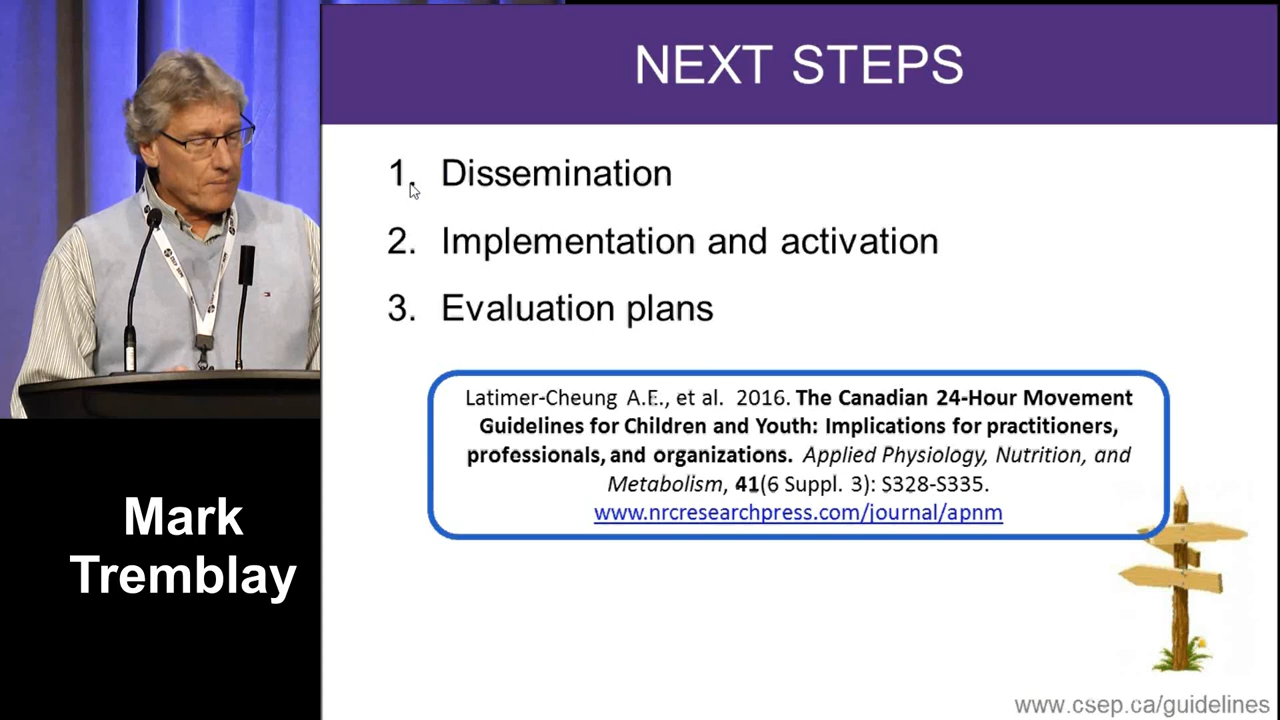 NEXT STEPS
1. Dissemination
2. Implementation and activation
3. Evaluation plans
Latimer-Cheung A.E., et al. 2016. The Canadian 24-Hour Movement
Guidelines for Children and Youth: Implications for practitioners,
professionals, and organizations. Applied Physiology, Nutrition, and
Metabolism, 41(6 Suppl. 3): S328-S335.
www.nrcresearchpress.com/journal/apnm
Mark
Tremblay
www.csep.ca/guidelines